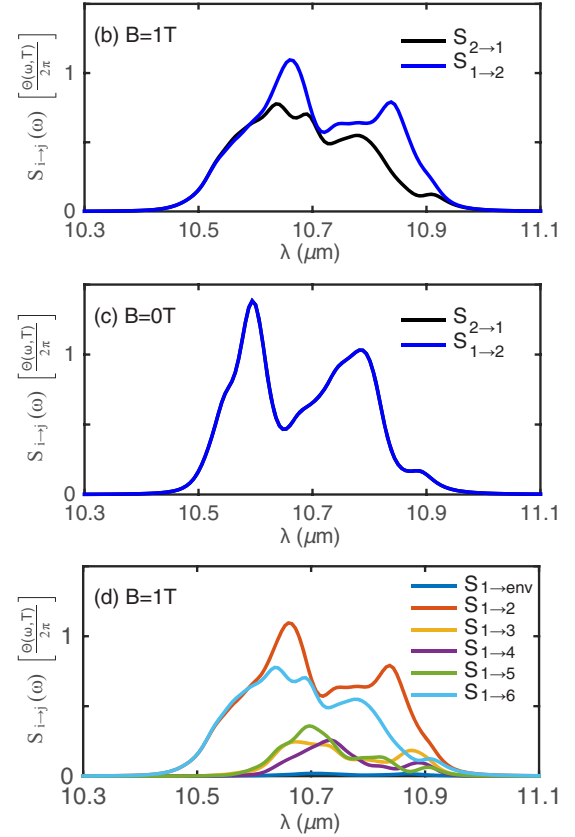 (b) B=1T
S2→1
S1→2
1
0
S i→j (ω) [Θ(ω,T)/2π]
10.3 10.5 10.7 10.9 11.1
λ (μm)
(c) B=0T
S2→1
S1→2
1
0
S i→j (ω) [Θ(ω,T)/2π]
10.3 10.5 10.7 10.9 11.1
λ (μm)
(d) B=1T
S1→env
S1→2
S1→3
S1→4
S1→5
S1→6
1
0
S i→j (ω) [Θ(ω,T)/2π]
10.3 10.5 10.7 10.9 11.1
λ (μm)